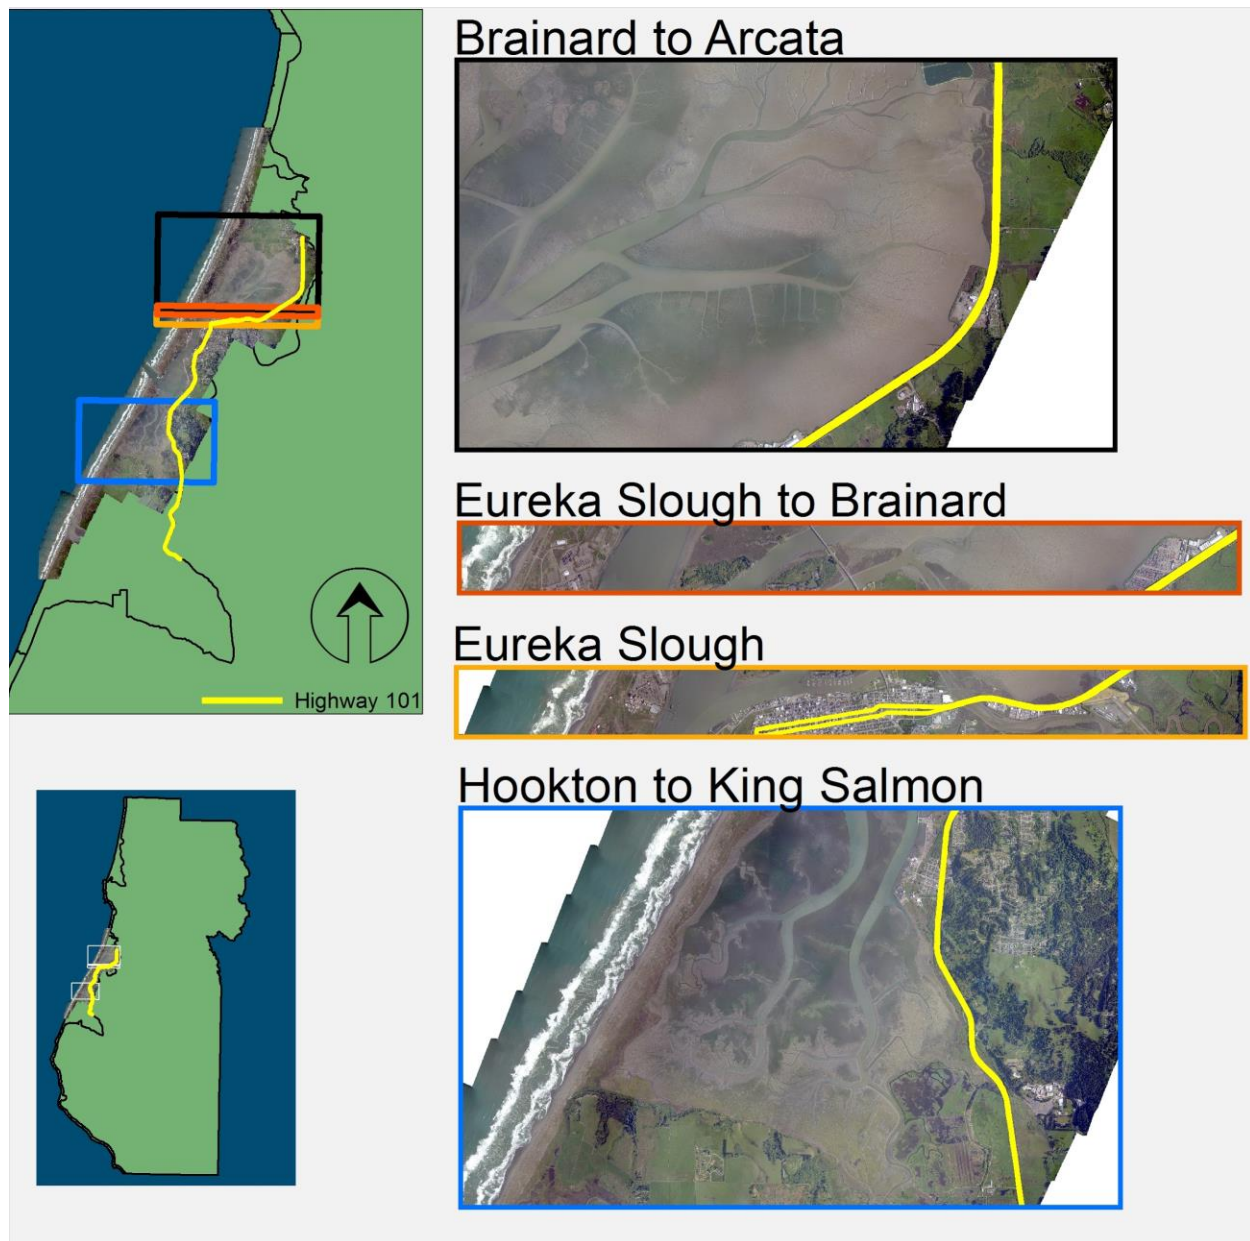 Brainard to Arcata
Eureka Slough to Brainard
Eureka Slough
Highway 101
Hookton to King Salmon